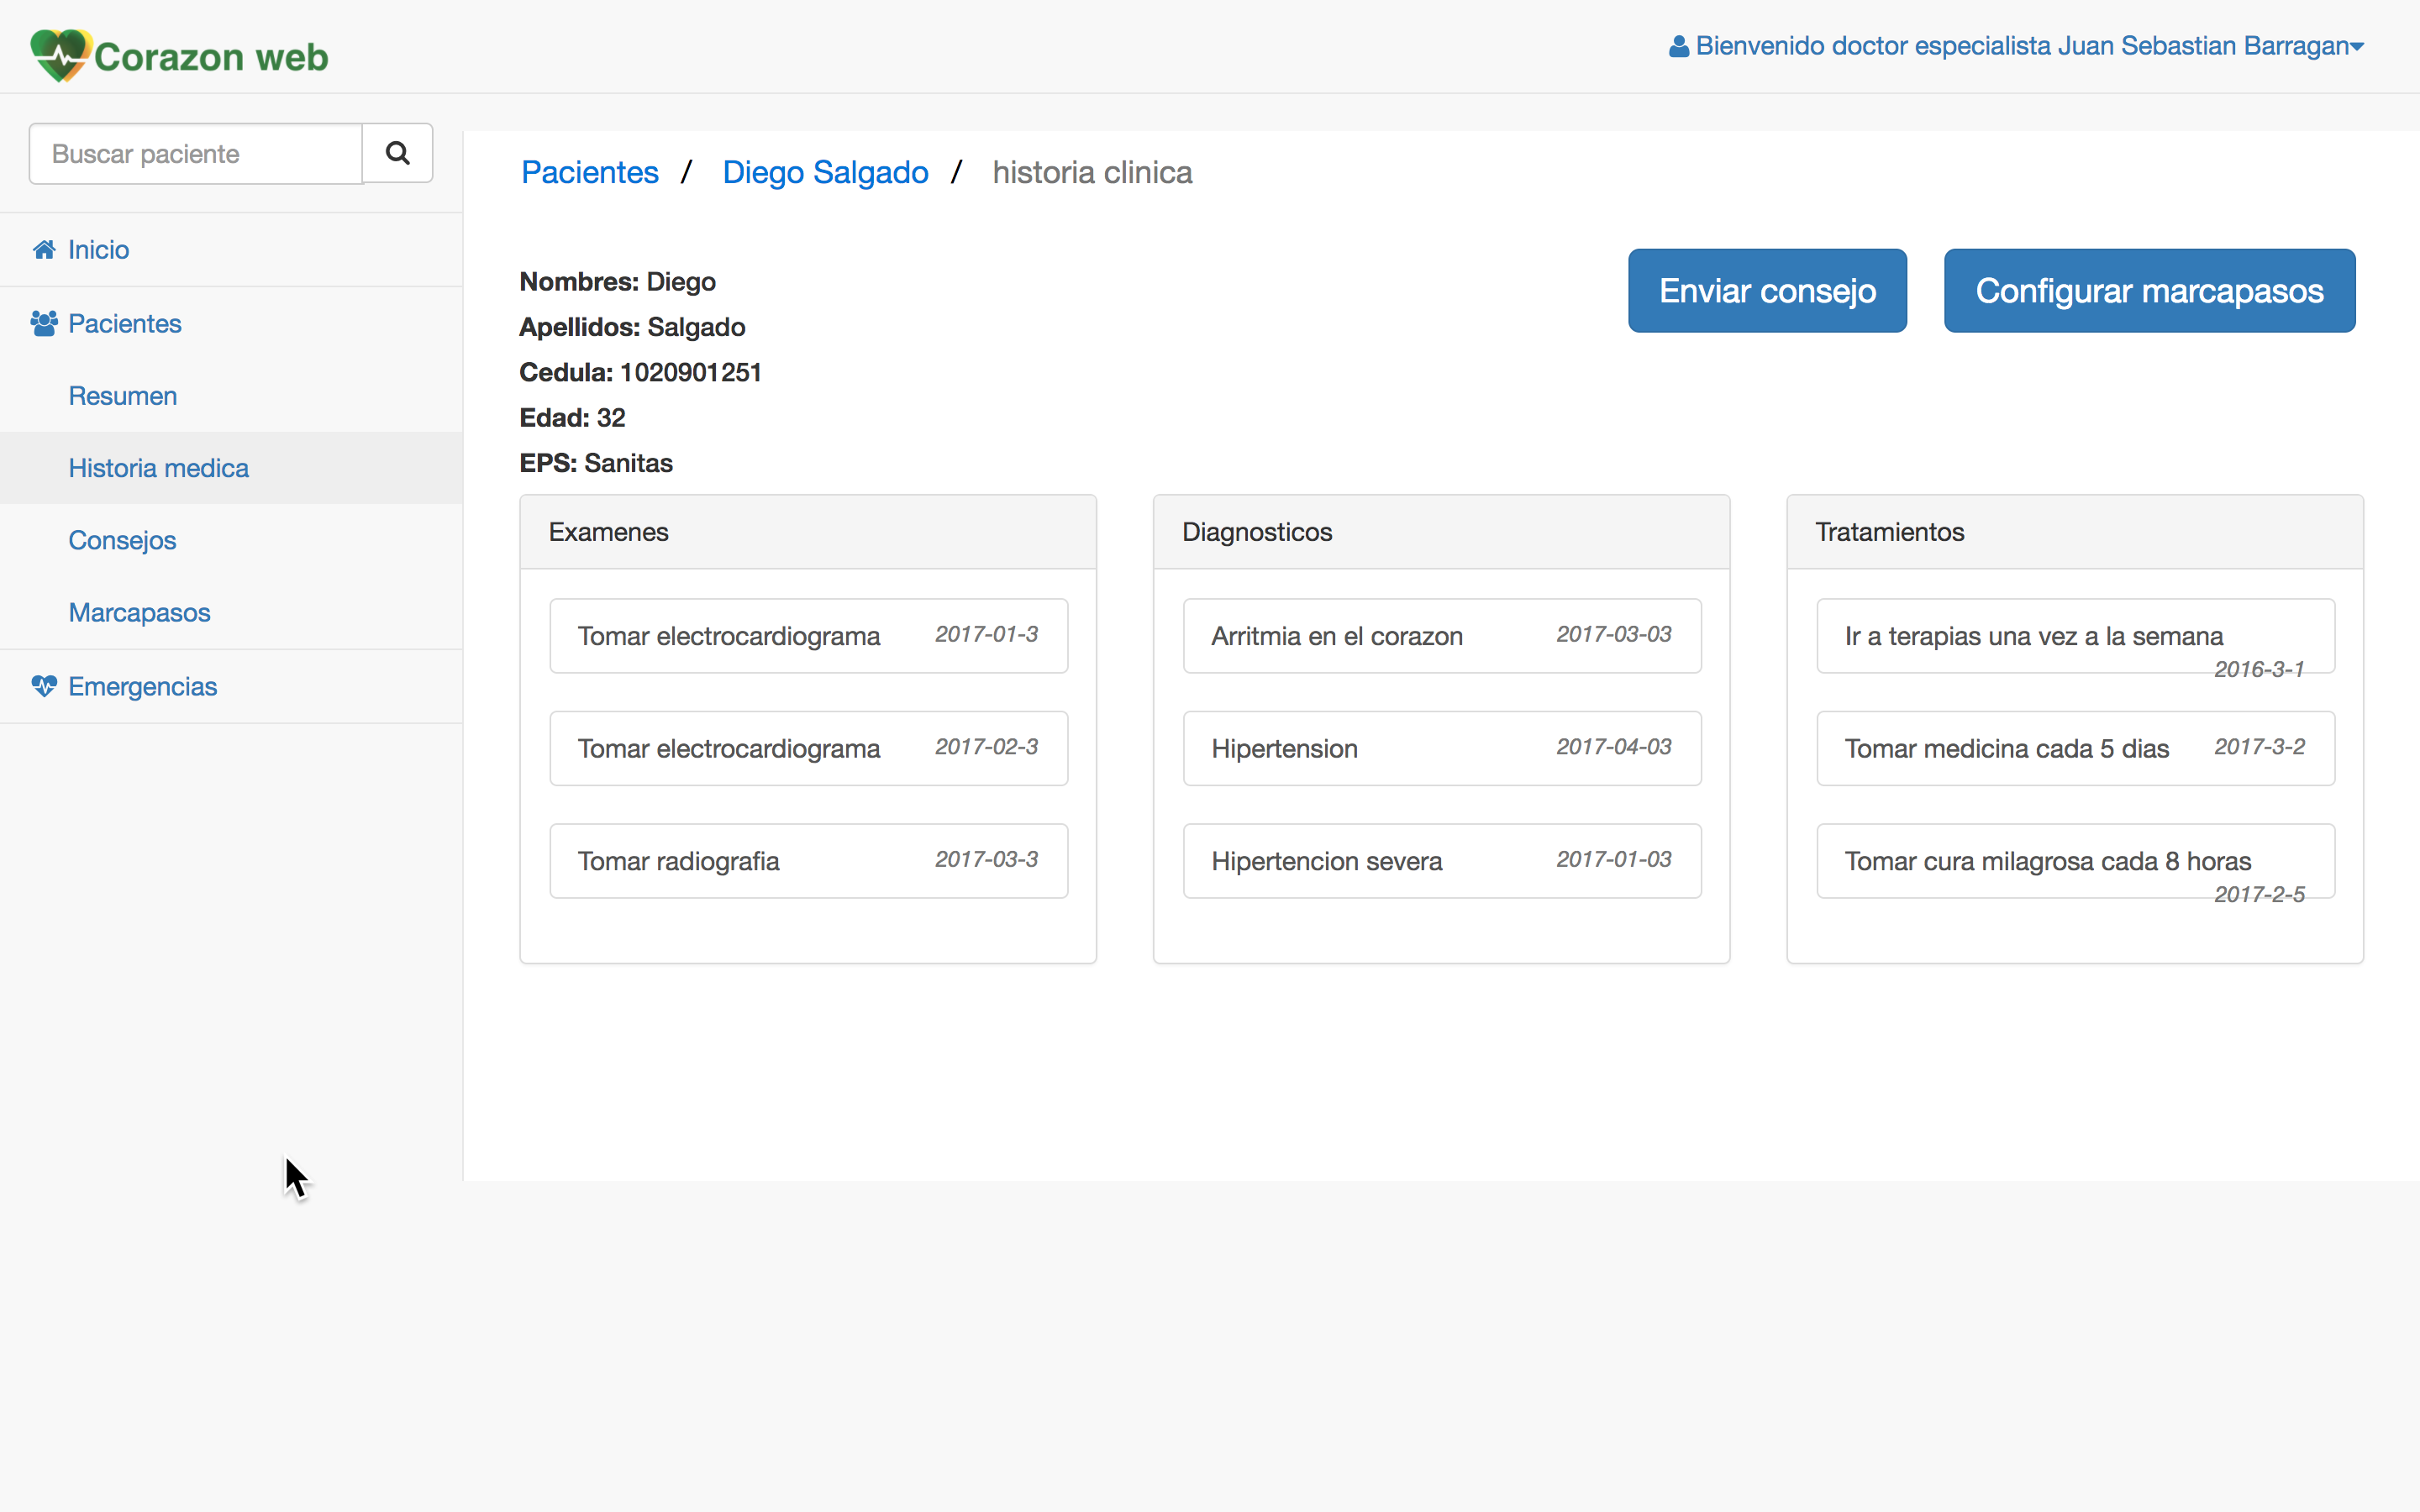 Corazon web
Bienvenido doctor especialista Juan Sebastian Barragan
Buscar paciente
Inicio
Pacientes
Resumen
Historia medica
Consejos
Marcapasos
Emergencias
Pacientes / Diego Salgado / historia clinica
Enviar consejo
Configurar marcapasos
Nombres: Diego
Apellidos: Salgado
Cedula: 1020901251
Edad: 32
EPS: Sanitas
Examenes
Tomar electrocardiograma 2017-01-3
Tomar electrocardiograma 2017-02-3
Tomar radiografia 2017-03-3
Diagnosticos
Arritmia en el corazon 2017-03-03
Hipertension 2017-04-03
Hipertencion severa 2017-01-03
Tratamientos
Ir a terapias una vez a la semana
2016-3-1
Tomar medicina cada 5 dias 2017-3-2
Tomar cura milagrosa cada 8 horas
2017-2-5